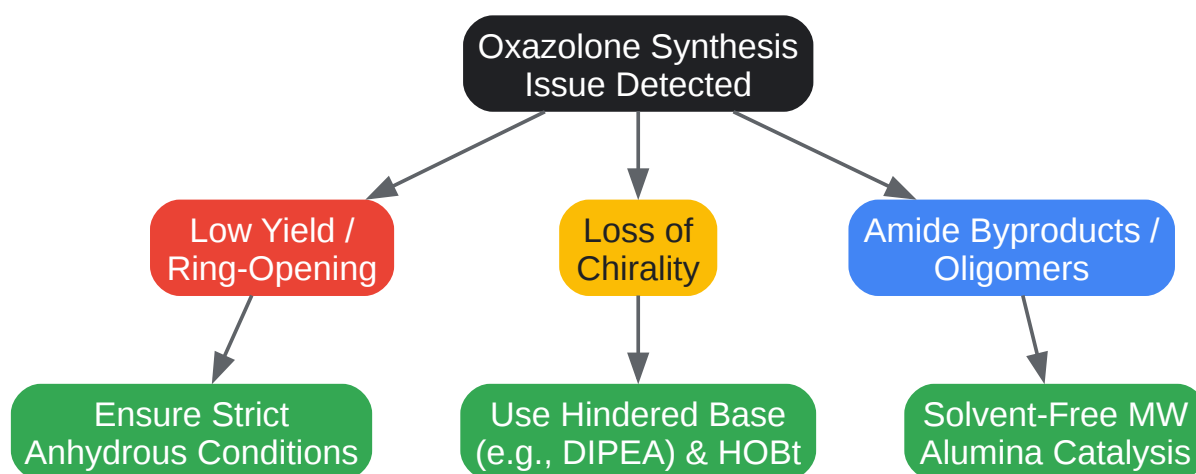 Oxazolone Synthesis
Issue Detected
Low Yield /
Ring-Opening
Loss of
Chirality
Amide Byproducts /
Oligomers
Ensure Strict
Anhydrous Conditions
Use Hindered Base
(e.g., DIPEA) & HOBt
Solvent-Free MW
Alumina Catalysis